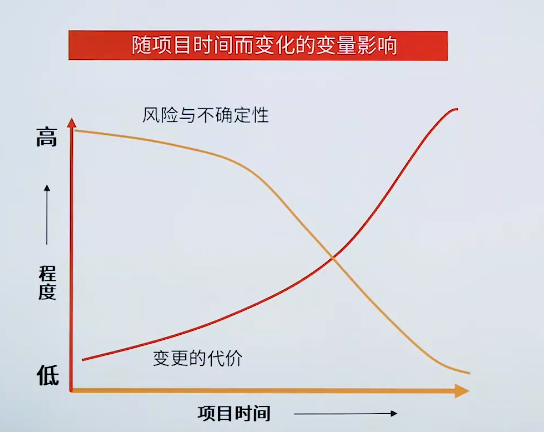 随项目时间而变化的变量影响
风险与不确定性
高
程度
变更的代价
低
项目时间